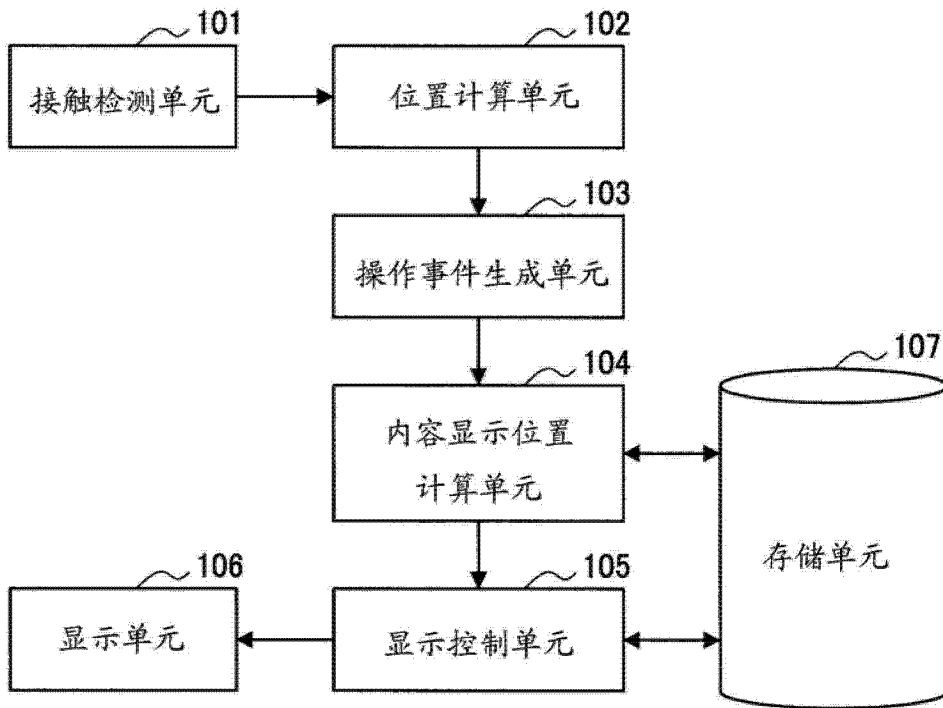 101
接触检测单元
102
位置计算单元
103
操作事件生成单元
104
内容显示位置
计算单元
107
存储单元
106
显示单元
105
显示控制单元